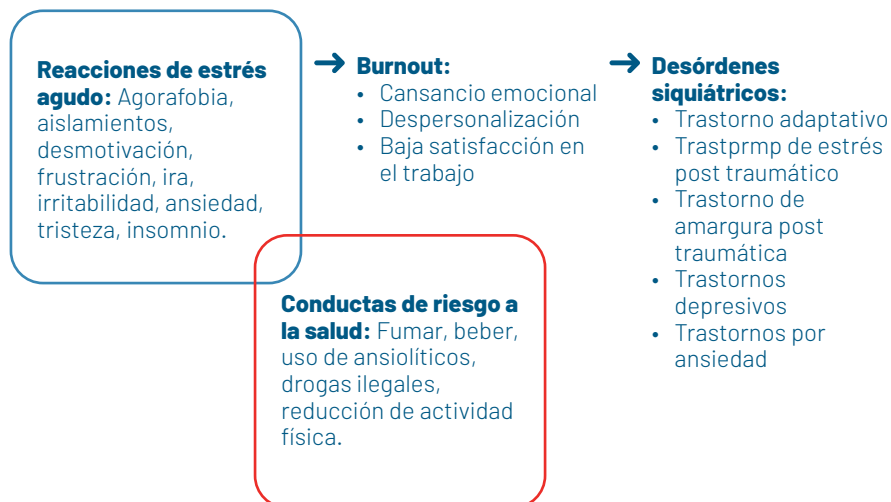 Reacciones de estrés
agudo: Agorafobia,
aislamientos,
desmotivación,
frustración, ira,
irritabilidad, ansiedad,
tristeza, insomnio.
→ Burnout:
• Cansancio emocional
• Despersonalización
• Baja satisfacción en
el trabajo
→ Desórdenes
siquiátricos:
• Trastorno adaptativo
• Trastprmp de estrés
post traumático
• Trastorno de
amargura post
traumática
• Trastornos
depresivos
• Trastornos por
ansiedad
Conductas de riesgo a
la salud: Fumar, beber,
uso de ansiolíticos,
drogas ilegales,
reducción de actividad
física.